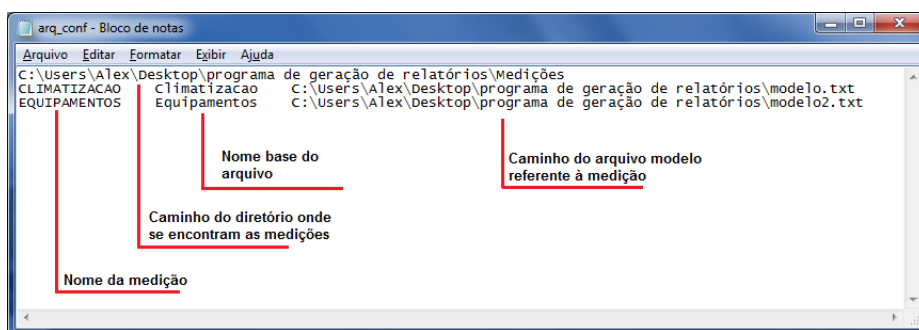 arq_conf - Bloco de notas
Arquivo Editar Formatar Exibir Ajuda
C:\Users\Alex\Desktop\programa de geração de relatórios\Medições
CLIMATIZACAO Climatizacao C:\Users\Alex\Desktop\programa de geração de relatórios\modelo.txt
EQUIPAMENTOS Equipamentos C:\Users\Alex\Desktop\programa de geração de relatórios\modelo2.txt
Nome base do
arquivo
Caminho do arquivo modelo
referente à medição
Caminho do diretório onde
se encontram as medições
Nome da medição